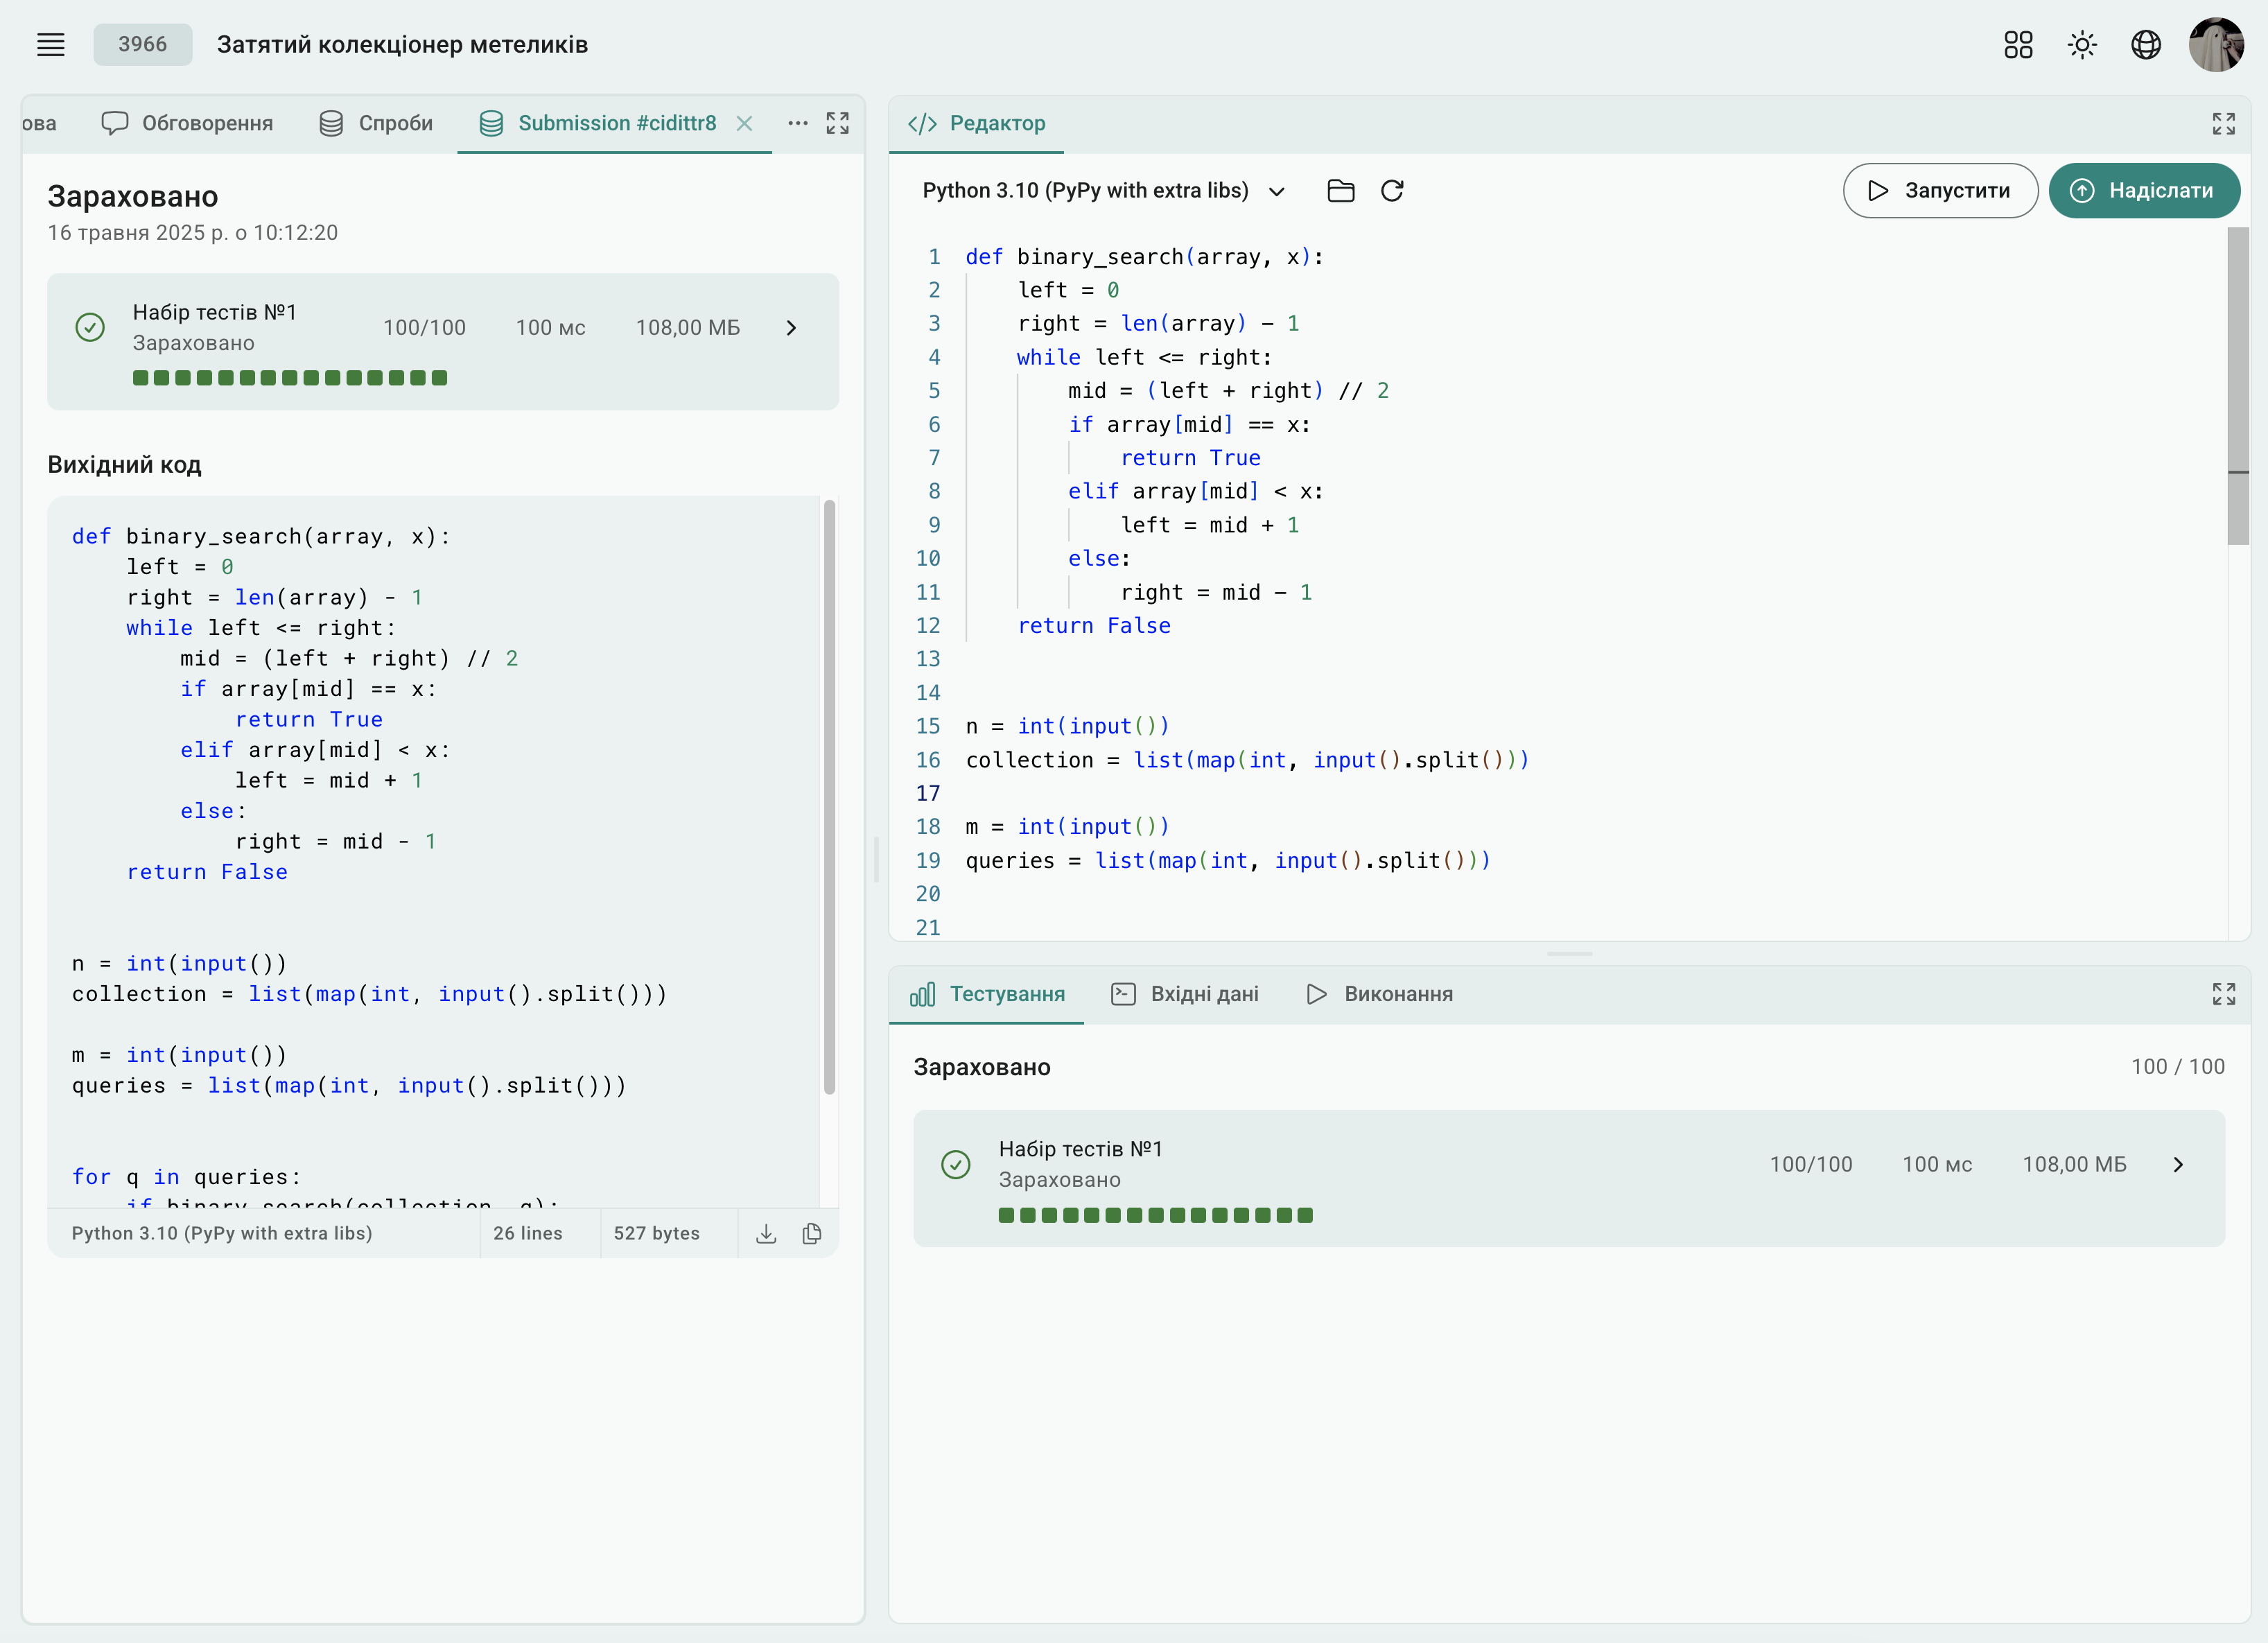 3966 Затятий колекціонер метеликів
ова Обговорення Спроби Submission #cidittr8
Зараховано
16 травня 2025 р. о 10:12:20
Набір тестів №1 100/100 100 мс 108,00 МБ
Зараховано
Вихідний код
def binary_search(array, x):
    left = 0
    right = len(array) - 1
    while left <= right:
        mid = (left + right) // 2
        if array[mid] == x:
            return True
        elif array[mid] < x:
            left = mid + 1
        else:
            right = mid - 1
    return False
n = int(input())
collection = list(map(int, input().split()))
m = int(input())
queries = list(map(int, input().split()))
for q in queries:
    if binary_search(collection, q):
Python 3.10 (PyPy with extra libs) 26 lines 527 bytes
Редактор
Python 3.10 (PyPy with extra libs) Запустити Надіслати
1 def binary_search(array, x):
2     left = 0
3     right = len(array) - 1
4     while left <= right:
5         mid = (left + right) // 2
6         if array[mid] == x:
7             return True
8         elif array[mid] < x:
9             left = mid + 1
10         else:
11             right = mid - 1
12     return False
13
14
15 n = int(input())
16 collection = list(map(int, input().split()))
17
18 m = int(input())
19 queries = list(map(int, input().split()))
20
21
Тестування Вхідні дані Виконання
Зараховано 100 / 100
Набір тестів №1 100/100 100 мс 108,00 МБ
Зараховано